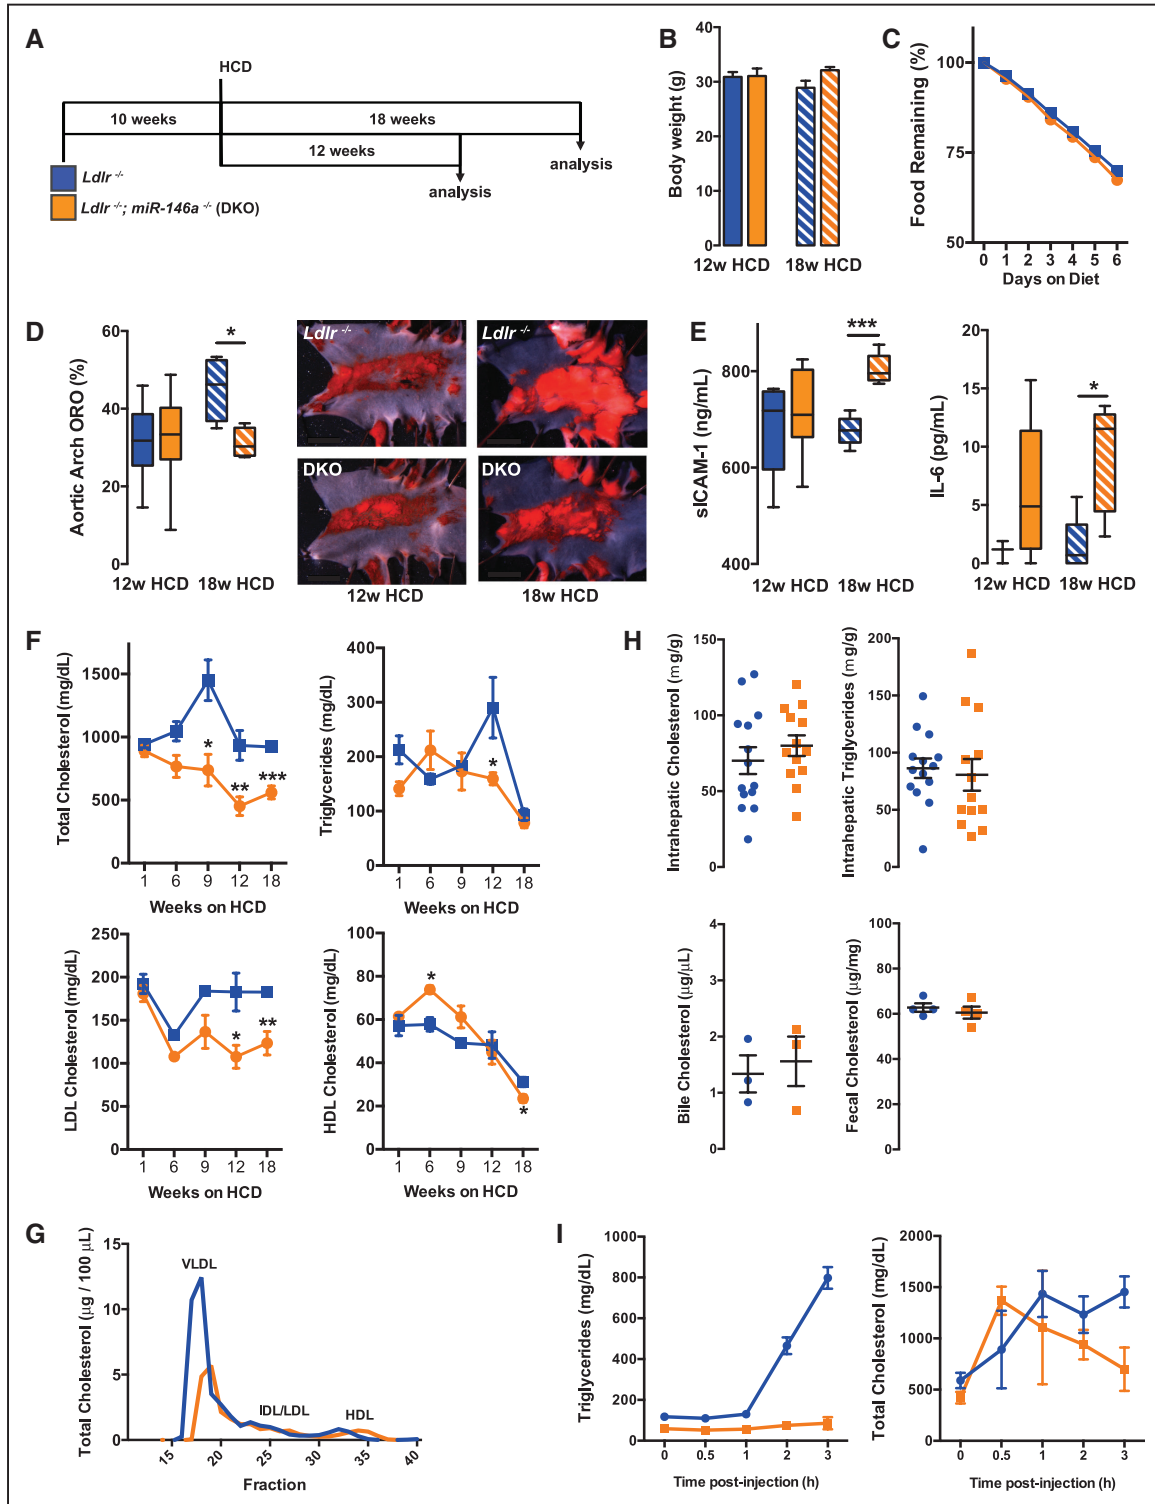 A
HCD
10 weeks
18 weeks
12 weeks
analysis
analysis
Ldlr -/-
Ldlr -/-; miR-146a -/- (DKO)
B
Body weight (g)
40
30
20
10
0
12w HCD
18w HCD
C
Food Remaining (%)
100
75
50
0 1 2 3 4 5 6
Days on Diet
D
Aortic Arch ORO (%)
60
40
20
0
*
12w HCD
18w HCD
Ldlr -/-
Ldlr -/-
DKO
DKO
12w HCD
18w HCD
E
sICAM-1 (ng/mL)
800
600
400
***
12w HCD
18w HCD
IL-6 (pg/mL)
20
15
10
5
0
*
12w HCD
18w HCD
F
Total Cholesterol (mg/dL)
1500
1000
500
0
*
**
***
1 6 9 12 18
Weeks on HCD
Triglycerides (mg/dL)
400
300
200
100
0
*
1 6 9 12 18
Weeks on HCD
LDL Cholesterol (mg/dL)
250
200
150
100
50
0
*
**
1 6 9 12 18
Weeks on HCD
HDL Cholesterol (mg/dL)
100
80
60
40
20
0
*
*
1 6 9 12 18
Weeks on HCD
H
Intrahepatic Cholesterol (mg/g)
150
100
50
0
Intrahepatic Triglycerides (mg/g)
200
150
100
50
0
Bile Cholesterol (µg/µL)
4
3
2
1
0
Fecal Cholesterol (µg/mg)
100
80
60
40
20
0
G
Total Cholesterol (µg / 100 µL)
15
10
5
0
VLDL
IDL/LDL
HDL
15 20 25 30 35 40
Fraction
I
Triglycerides (mg/dL)
1000
800
600
400
200
0
0 0.5 1 2 3
Time post-injection (h)
Total Cholesterol (mg/dL)
2000
1500
1000
500
0
0 0.5 1 2 3
Time post-injection (h)